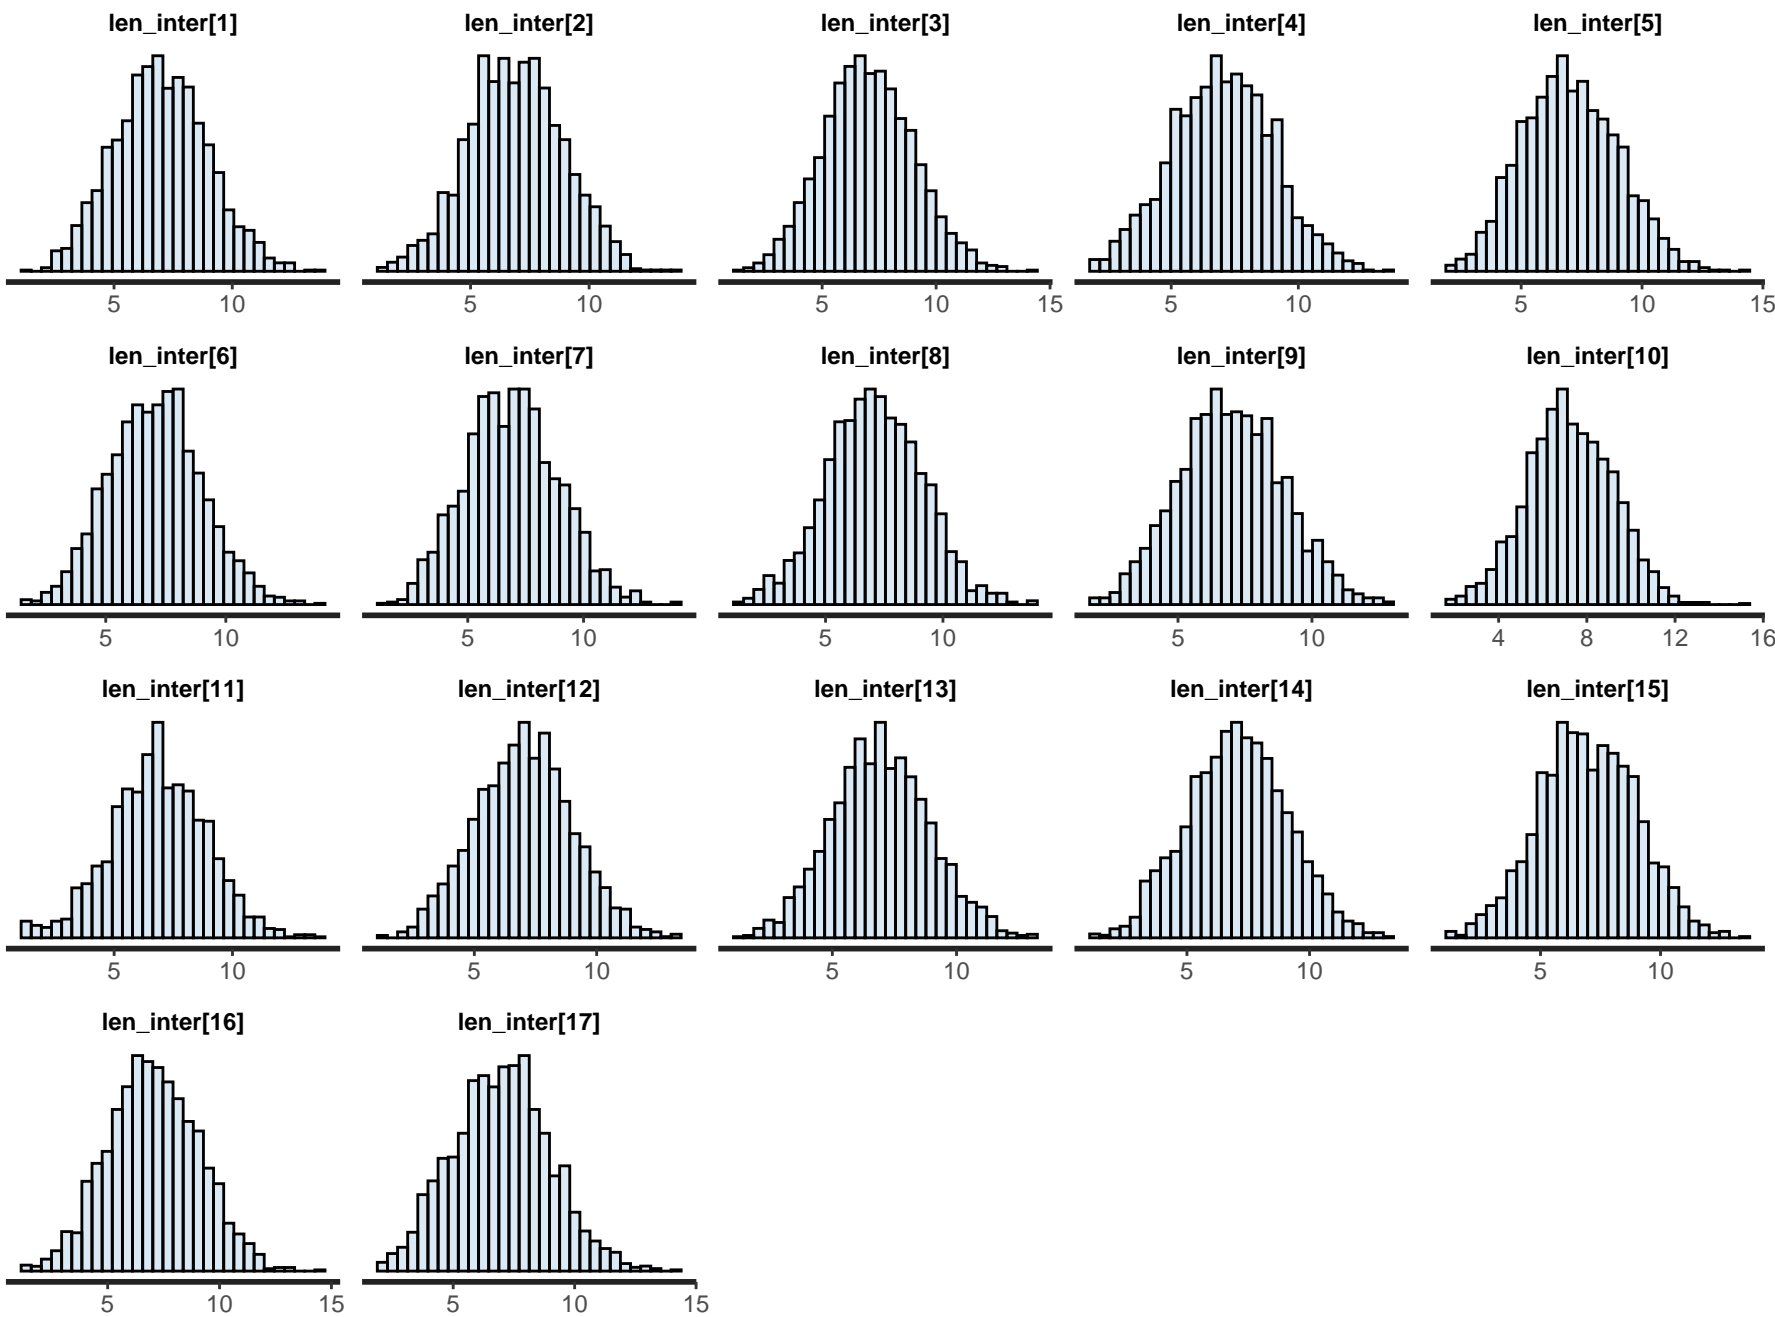 len_inter[1] len_inter[2] len_inter[3] len_inter[4] len_inter[5]
5 10 5 10 5 10 15 5 10 5 10 15
len_inter[6] len_inter[7] len_inter[8] len_inter[9] len_inter[10]
5 10 5 10 5 10 5 10 4 8 12 16
len_inter[11] len_inter[12] len_inter[13] len_inter[14] len_inter[15]
5 10 5 10 5 10 5 10 5 10
len_inter[16] len_inter[17]
5 10 15 5 10 15